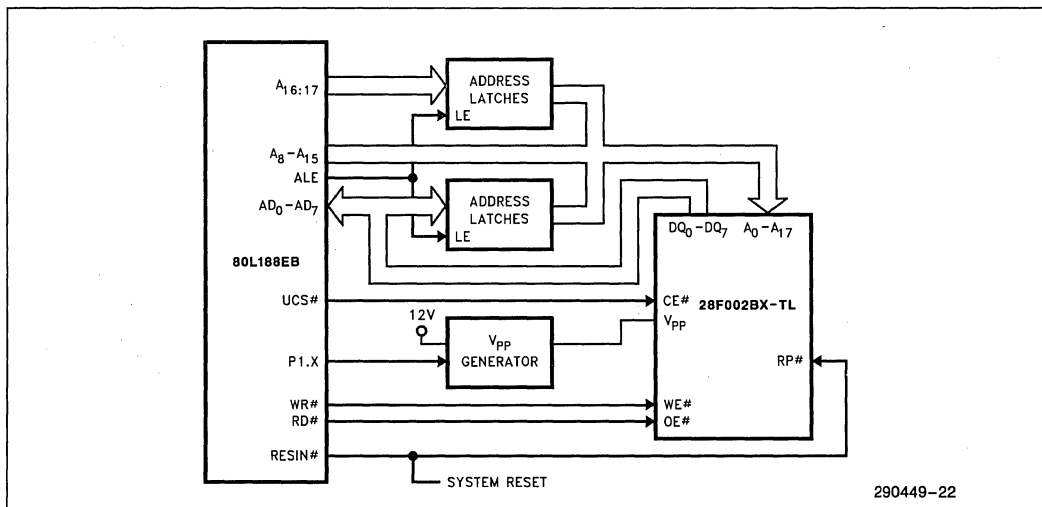 A16:17
ADDRESS
LATCHES
LE
A8–A15
ALE
AD0–AD7
ADDRESS
LATCHES
LE
DQ0–DQ7 A0–A17
80L188EB
28F002BX-TL
UCS#
CE#
12V
VPP
VPP
GENERATOR
P1.X
RP#
WR#
WE#
RD#
OE#
RESIN#
SYSTEM RESET
290449–22